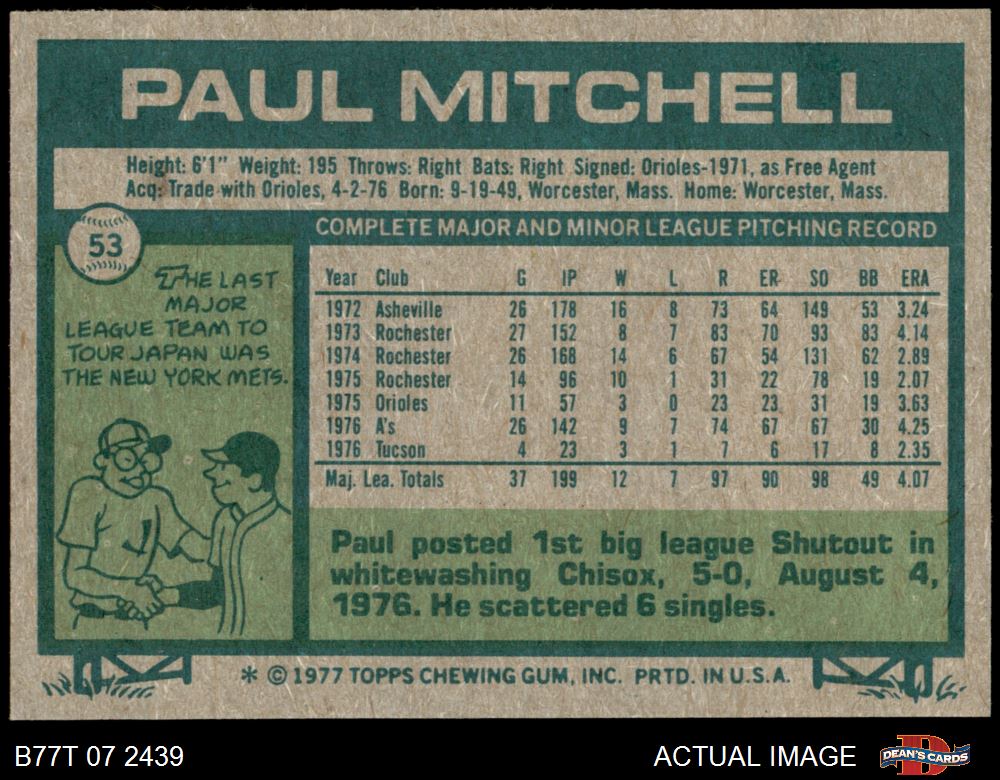 PAUL MITCHELL
Height: 6'1" Weight: 195 Throws: Right Bats: Right Signed: Orioles-1971, as Free Agent
Acq: Trade with Orioles, 4-2-76 Born: 9-19-49, Worcester, Mass. Home: Worcester, Mass.
53
THE LAST
MAJOR
LEAGUE TEAM TO
TOUR JAPAN WAS
THE NEW YORK METS.
COMPLETE MAJOR AND MINOR LEAGUE PITCHING RECORD
Year Club G IP W L R ER SO BB ERA
1972 Asheville 26 178 16 8 73 64 149 53 3.24
1973 Rochester 27 152 8 7 83 70 93 83 4.14
1974 Rochester 26 168 14 6 67 54 131 62 2.89
1975 Rochester 14 96 10 1 31 22 78 19 2.07
1975 Orioles 11 57 3 0 23 23 31 19 3.63
1976 A's 26 142 9 7 74 67 67 30 4.25
1976 Tucson 4 23 3 1 7 6 17 8 2.35
Maj. Lea. Totals 37 199 12 7 97 90 98 49 4.07
Paul posted 1st big league Shutout in
whitewashing Chisox, 5-0, August 4,
1976. He scattered 6 singles.
* © 1977 TOPPS CHEWING GUM, INC. PRTD. IN U.S.A.
B77T 07 2439
ACTUAL IMAGE
DEAN'S CARDS